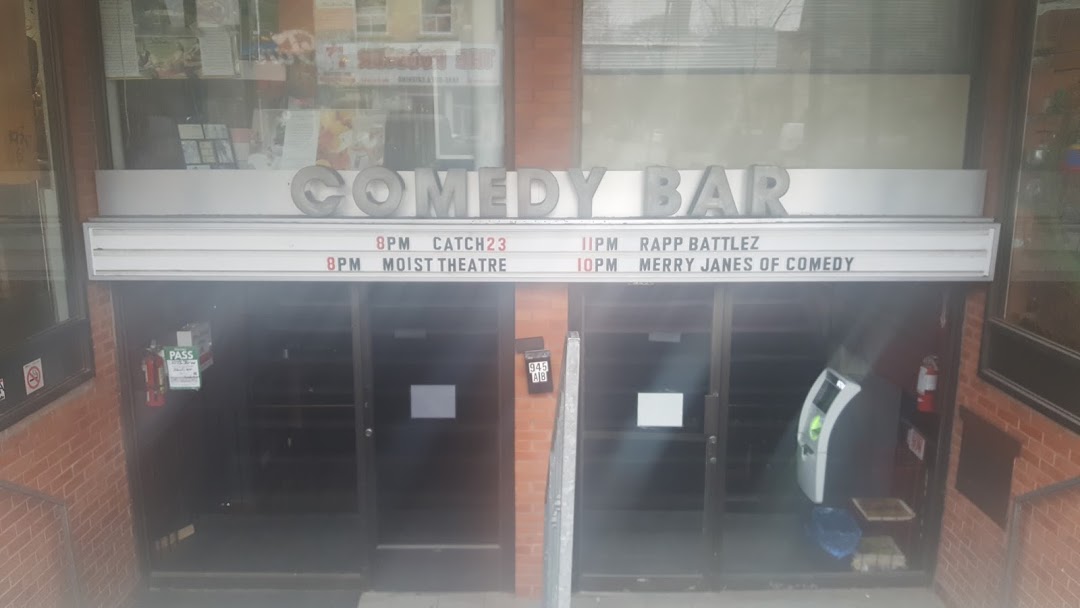 COMEDY BAR
8PM CATCH23 11PM RAPP BATTLEZ
8PM MOIST THEATRE 10PM MERRY JANES OF COMEDY
PASS
945
A B